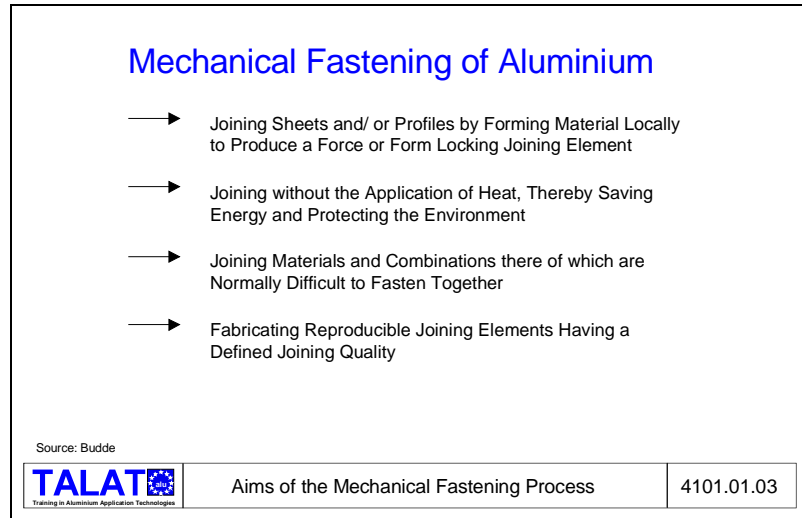 Mechanical Fastening of Aluminium
Joining Sheets and/ or Profiles by Forming Material Locally
to Produce a Force or Form Locking Joining Element
Joining without the Application of Heat, Thereby Saving
Energy and Protecting the Environment
Joining Materials and Combinations there of which are
Normally Difficult to Fasten Together
Fabricating Reproducible Joining Elements Having a
Defined Joining Quality
Source: Budde
TALAT
alu
Training in Aluminium Application Technologies
Aims of the Mechanical Fastening Process
4101.01.03